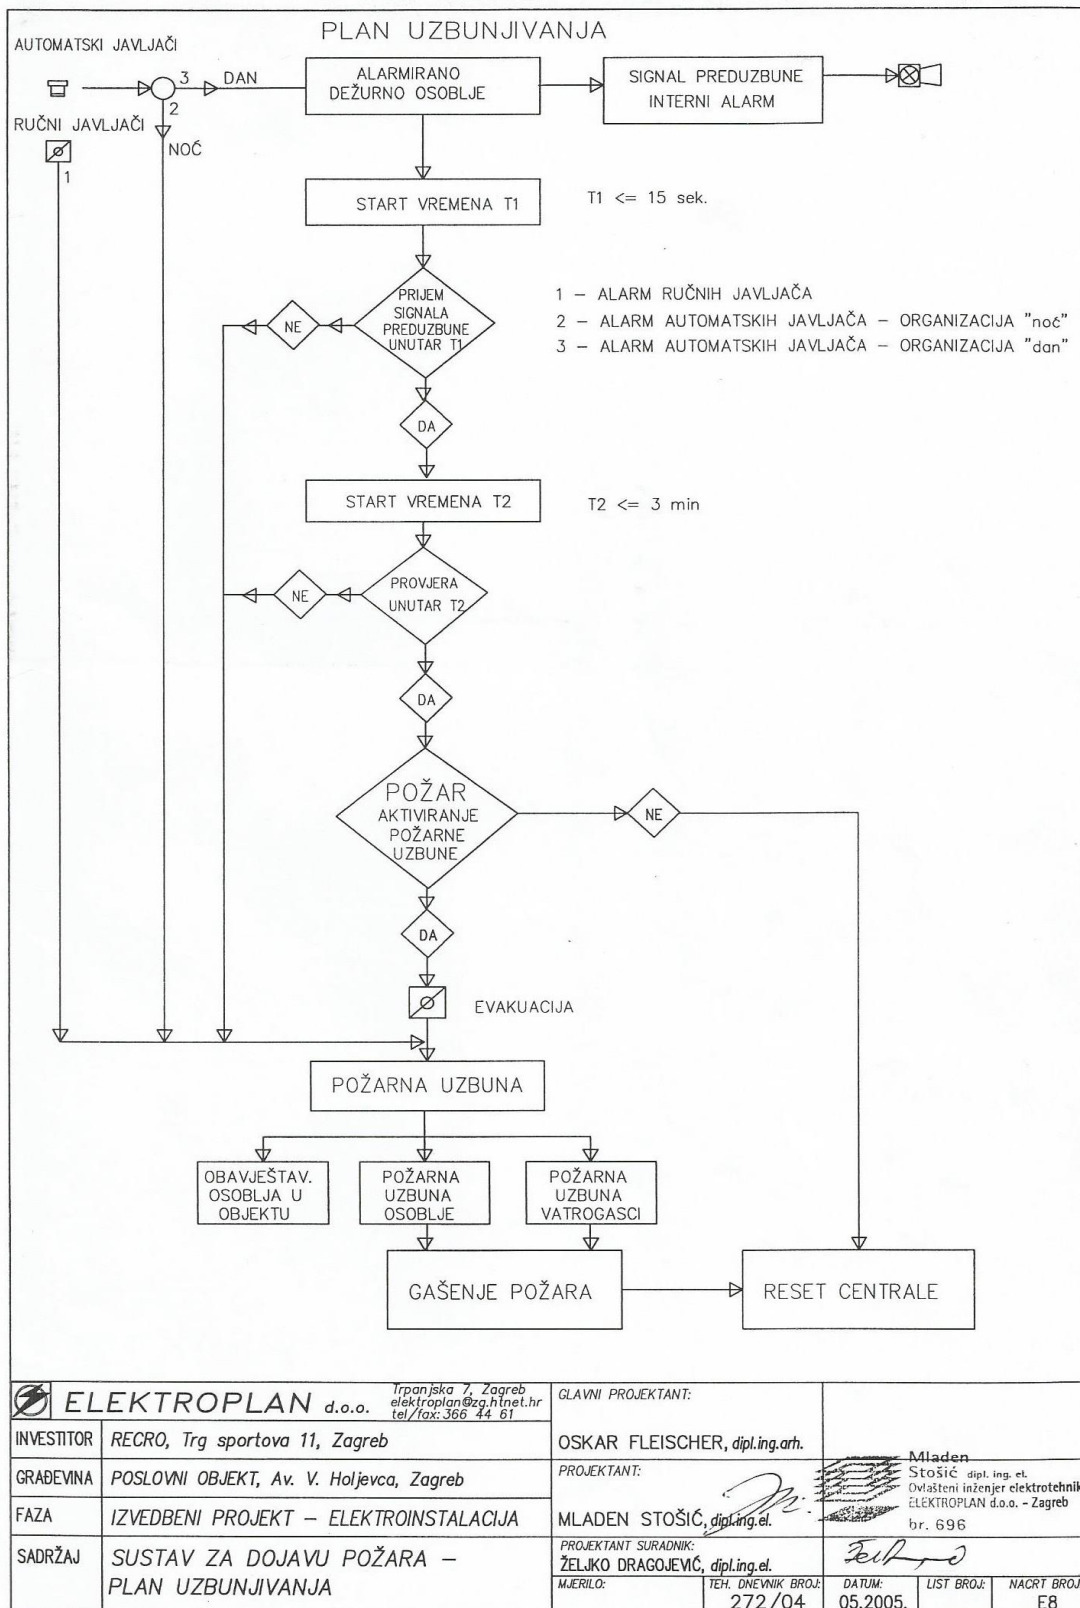 PLAN UZBUNJIVANJA
AUTOMATSKI JAVLJAČI
3
DAN
2
NOĆ
RUČNI JAVLJAČI
1
ALARMIRANO
DEŽURNO OSOBLJE
SIGNAL PREDUZBUNE
INTERNI ALARM
START VREMENA T1
T1 <= 15 sek.
PRIJEM
SIGNALA
PREDUZBUNE
UNUTAR T1
NE
DA
1 – ALARM RUČNIH JAVLJAČA
2 – ALARM AUTOMATSKIH JAVLJAČA – ORGANIZACIJA "noć"
3 – ALARM AUTOMATSKIH JAVLJAČA – ORGANIZACIJA "dan"
START VREMENA T2
T2 <= 3 min
PROVJERA
UNUTAR T2
NE
DA
POŽAR
AKTIVIRANJE
POŽARNE
UZBUNE
NE
DA
EVAKUACIJA
POŽARNA UZBUNA
OBAVJEŠTAV.
OSOBLJA U
OBJEKTU
POŽARNA
UZBUNA
OSOBLJE
POŽARNA
UZBUNA
VATROGASCI
GAŠENJE POŽARA
RESET CENTRALE
ELEKTROPLAN d.o.o.
Trpanjska 7, Zagreb
elektroplan@zg.htnet.hr
tel/fax: 366 44 61
INVESTITOR
RECRO, Trg sportova 11, Zagreb
GRAĐEVINA
POSLOVNI OBJEKT, Av. V. Holjevca, Zagreb
FAZA
IZVEDBENI PROJEKT – ELEKTROINSTALACIJA
SADRŽAJ
SUSTAV ZA DOJAVU POŽARA –
PLAN UZBUNJIVANJA
GLAVNI PROJEKTANT:
OSKAR FLEISCHER, dipl.ing.arh.
PROJEKTANT:
MLADEN STOŠIĆ, dipl.ing.el.
Mladen
Stošić dipl. ing. el.
Ovlašteni inženjer elektrotehnik
ELEKTROPLAN d.o.o. – Zagreb
br. 696
PROJEKTANT SURADNIK:
ŽELJKO DRAGOJEVIĆ, dipl.ing.el.
MJERILO:
TEH. DNEVNIK BROJ:
272/04
DATUM:
05.2005.
LIST BROJ:
NACRT BROJ
E8